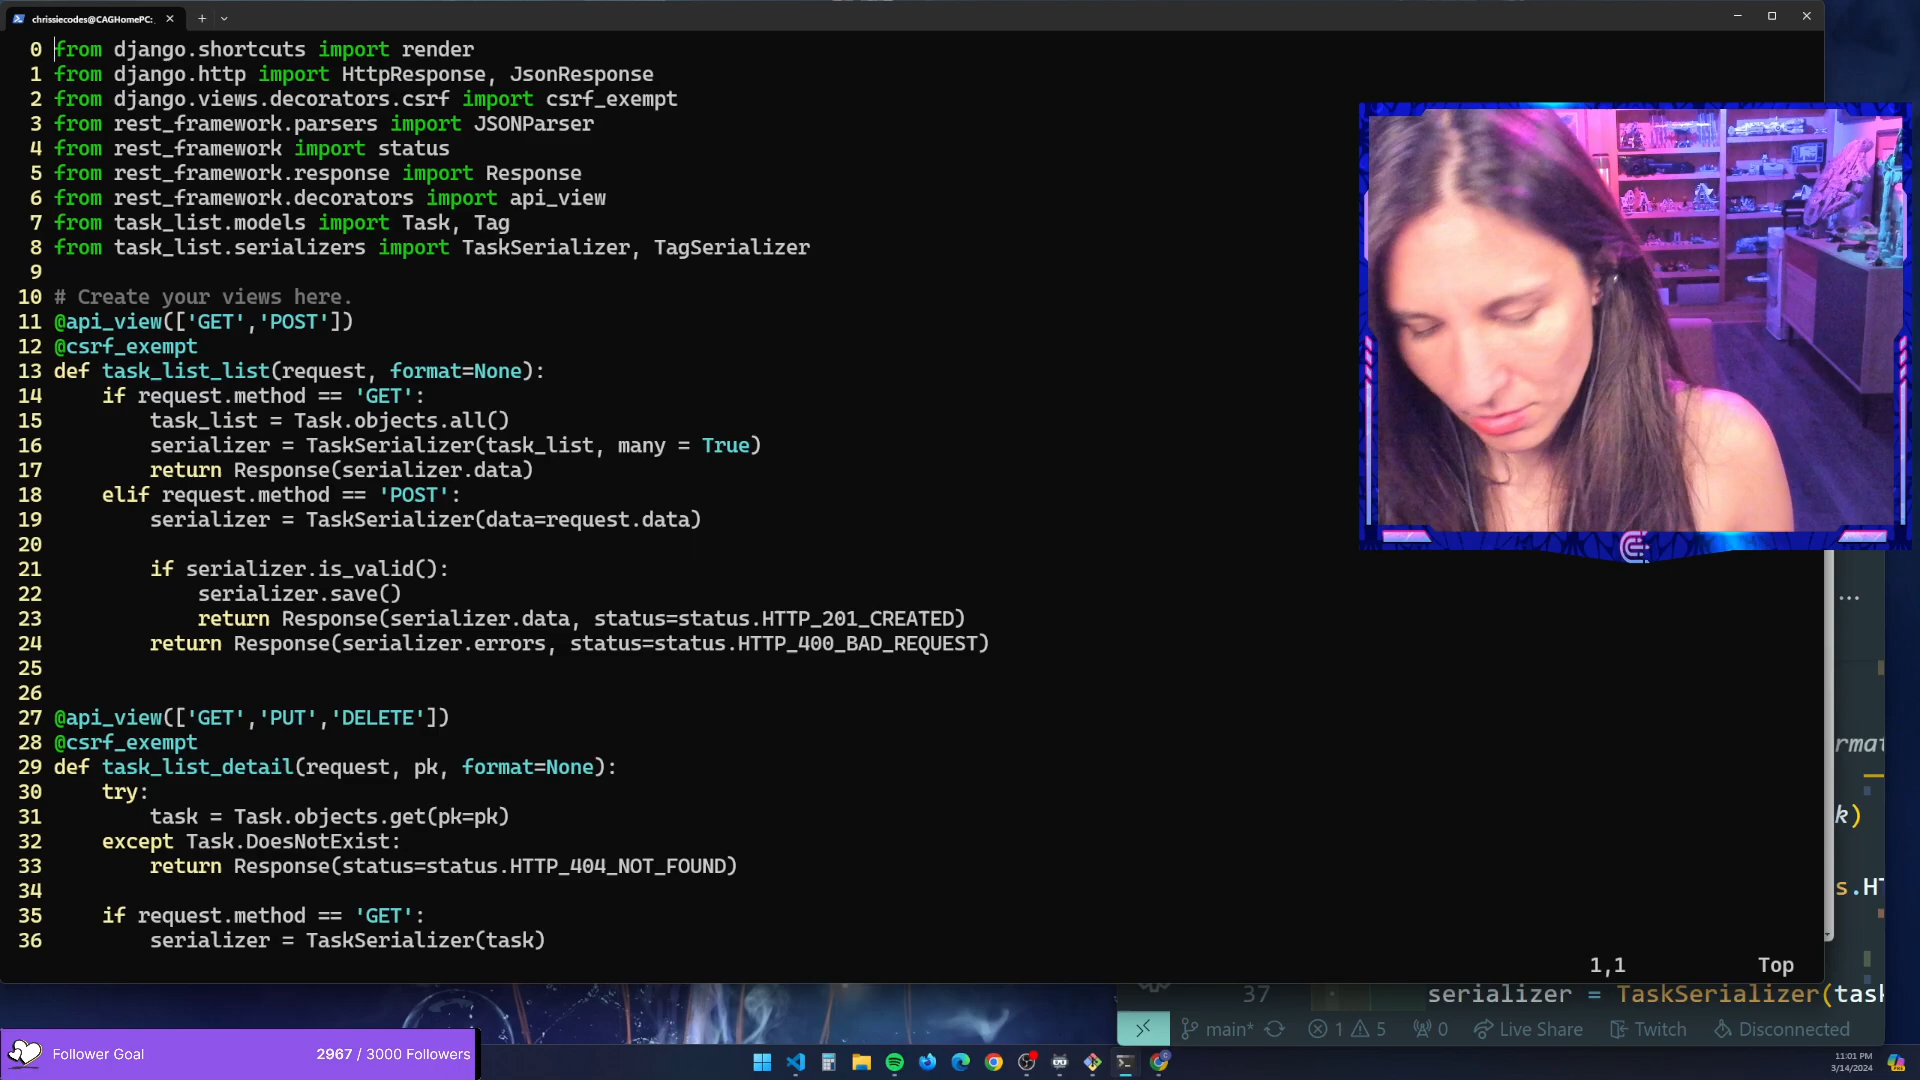 chrissiecodes@CAGHomePC:
0 from django.shortcuts import render
1 from django.http import HttpResponse, JsonResponse
2 from django.views.decorators.csrf import csrf_exempt
3 from rest_framework.parsers import JSONParser
4 from rest_framework import status
5 from rest_framework.response import Response
6 from rest_framework.decorators import api_view
7 from task_list.models import Task, Tag
8 from task_list.serializers import TaskSerializer, TagSerializer
9
10 # Create your views here.
11 @api_view(['GET','POST'])
12 @csrf_exempt
13 def task_list_list(request, format=None):
14     if request.method == 'GET':
15         task_list = Task.objects.all()
16         serializer = TaskSerializer(task_list, many = True)
17         return Response(serializer.data)
18     elif request.method == 'POST':
19         serializer = TaskSerializer(data=request.data)
20
21         if serializer.is_valid():
22             serializer.save()
23             return Response(serializer.data, status=status.HTTP_201_CREATED)
24         return Response(serializer.errors, status=status.HTTP_400_BAD_REQUEST)
25
26
27 @api_view(['GET','PUT','DELETE'])
28 @csrf_exempt
29 def task_list_detail(request, pk, format=None):
30     try:
31         task = Task.objects.get(pk=pk)
32     except Task.DoesNotExist:
33         return Response(status=status.HTTP_404_NOT_FOUND)
34
35     if request.method == 'GET':
36         serializer = TaskSerializer(task)
1,1 Top
...
rmat
k)
s.HT
37 serializer = TaskSerializer(task
main* 1 5 0 Live Share Twitch Disconnected
Follower Goal 2967 / 3000 Followers
11:01 PM
3/14/2024